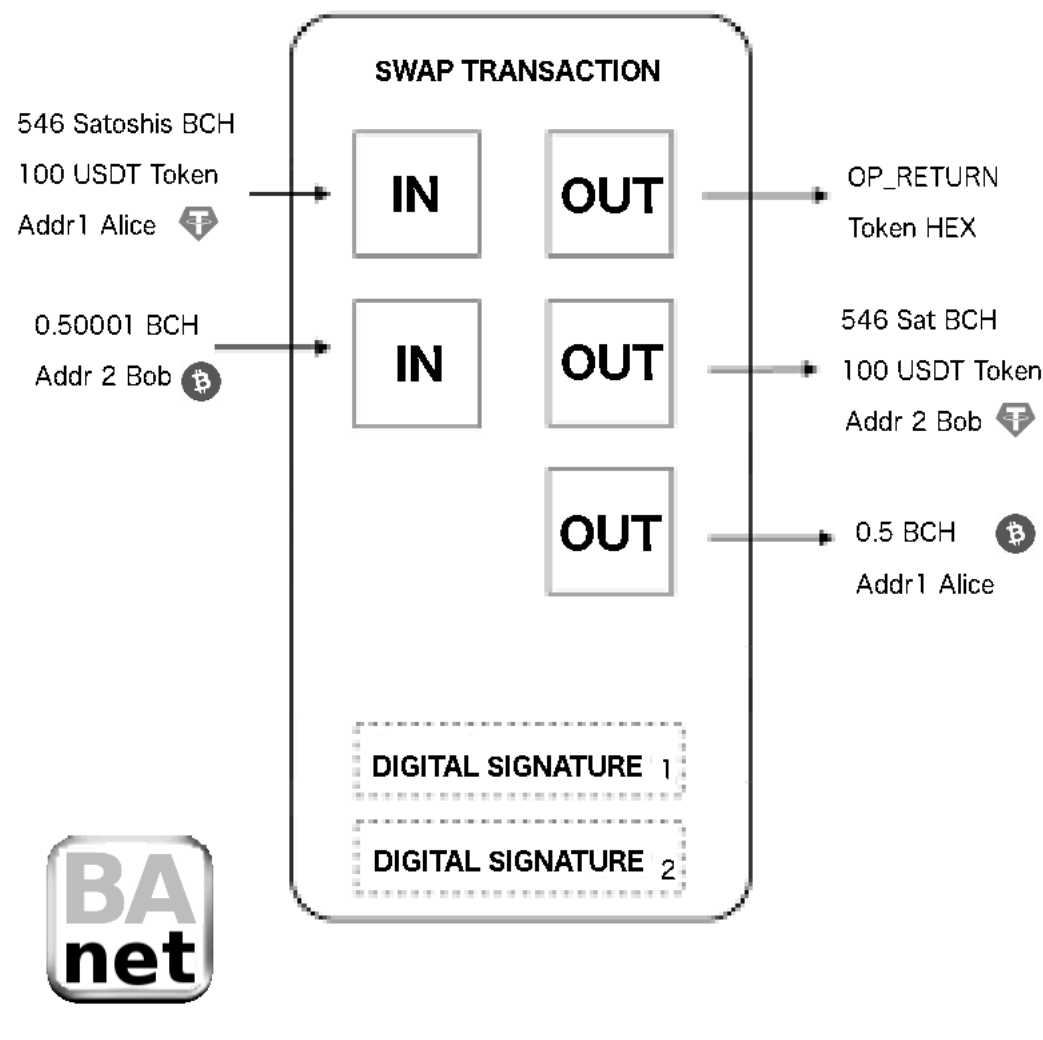 SWAP TRANSACTION
546 Satoshis BCH
100 USDT Token
Addr1 Alice
IN
OUT
OP_RETURN
Token HEX
0.50001 BCH
Addr 2 Bob
IN
OUT
546 Sat BCH
100 USDT Token
Addr 2 Bob
OUT
0.5 BCH
Addr1 Alice
DIGITAL SIGNATURE 1
DIGITAL SIGNATURE 2
BA
net